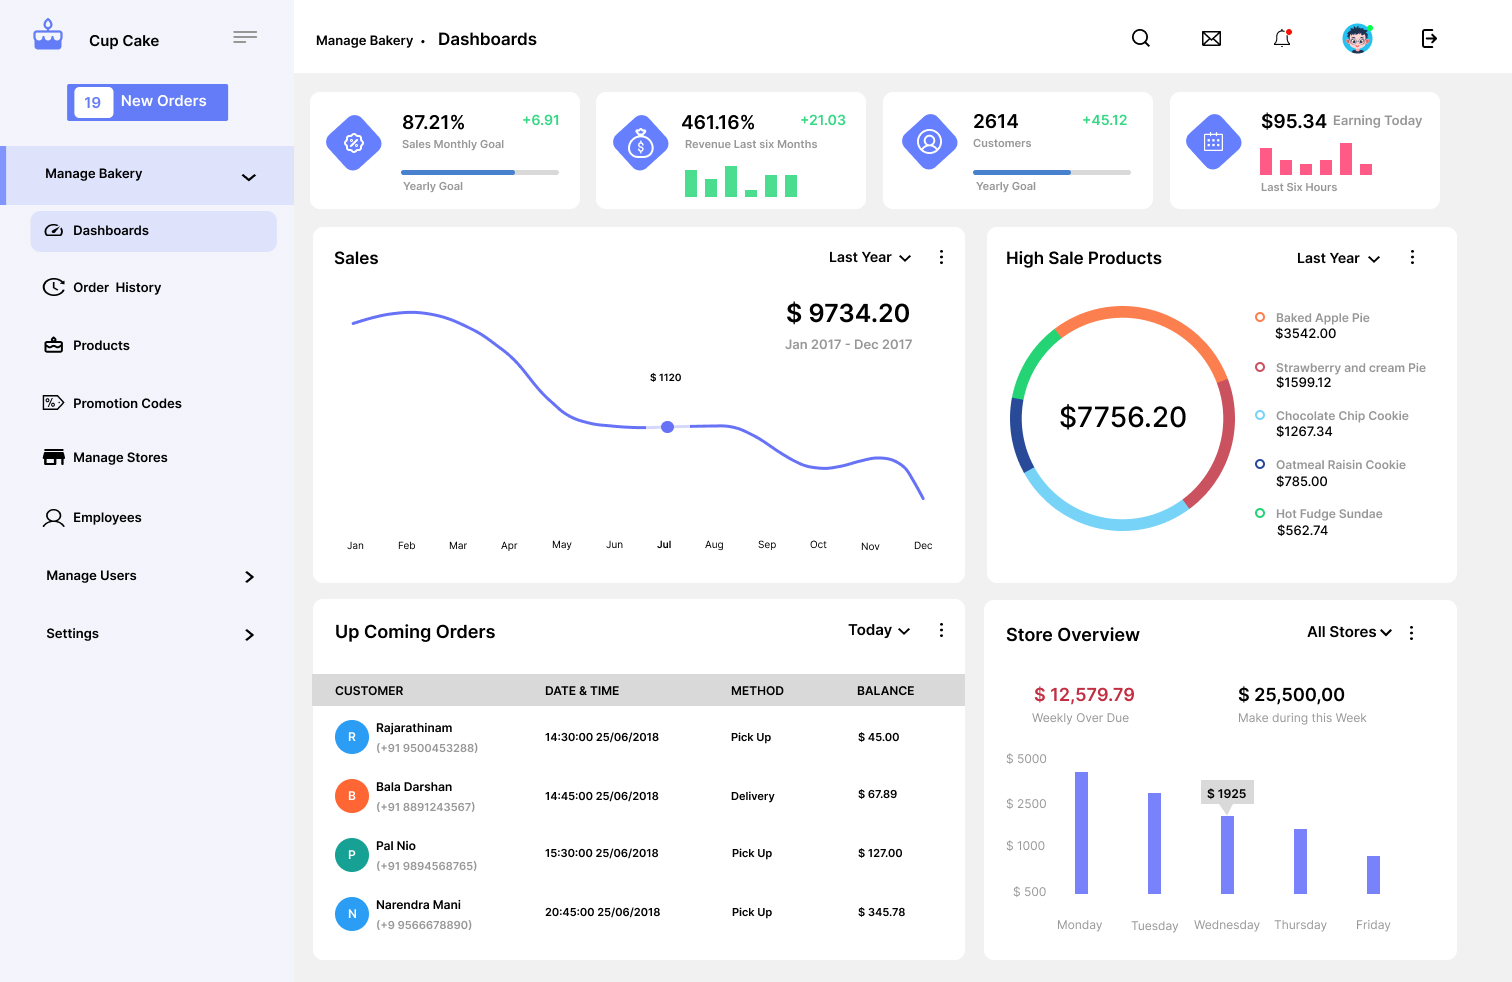 Cup Cake
19 New Orders
Manage Bakery
Dashboards
Order History
Products
%
Promotion Codes
Manage Stores
Employees
Manage Users
Settings
Manage Bakery • Dashboards
87.21% +6.91
Sales Monthly Goal
Yearly Goal
$
461.16% +21.03
Revenue Last six Months
2614 +45.12
Customers
Yearly Goal
$95.34 Earning Today
Last Six Hours
Sales
Last Year
$ 9734.20
Jan 2017 - Dec 2017
$ 1120
Jan Feb Mar Apr May Jun Jul Aug Sep Oct Nov Dec
High Sale Products
Last Year
$7756.20
Baked Apple Pie
$3542.00
Strawberry and cream Pie
$1599.12
Chocolate Chip Cookie
$1267.34
Oatmeal Raisin Cookie
$785.00
Hot Fudge Sundae
$562.74
Up Coming Orders
Today
CUSTOMER DATE & TIME METHOD BALANCE
R Rajarathinam
(+91 9500453288)
14:30:00 25/06/2018 Pick Up $ 45.00
B Bala Darshan
(+91 8891243567)
14:45:00 25/06/2018 Delivery $ 67.89
P Pal Nio
(+91 9894568765)
15:30:00 25/06/2018 Pick Up $ 127.00
N Narendra Mani
(+9 9566678890)
20:45:00 25/06/2018 Pick Up $ 345.78
Store Overview
All Stores
$ 12,579.79
Weekly Over Due
$ 25,500,00
Make during this Week
$ 5000
$ 2500
$ 1000
$ 500
$ 1925
Monday Tuesday Wednesday Thursday Friday